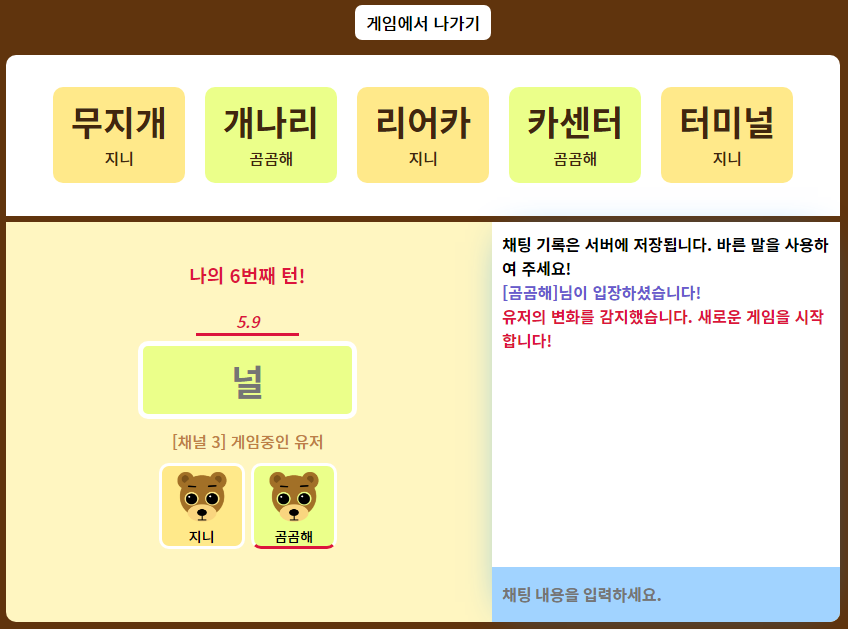 게임에서 나가기
무지개
지니
개나리
곰곰해
리어카
지니
카센터
곰곰해
터미널
지니
나의 6번째 턴!
5.9
널
[채널 3] 게임중인 유저
지니
곰곰해
채팅 기록은 서버에 저장됩니다. 바른 말을 사용하
여 주세요!
[곰곰해]님이 입장하셨습니다!
유저의 변화를 감지했습니다. 새로운 게임을 시작
합니다!
채팅 내용을 입력하세요.